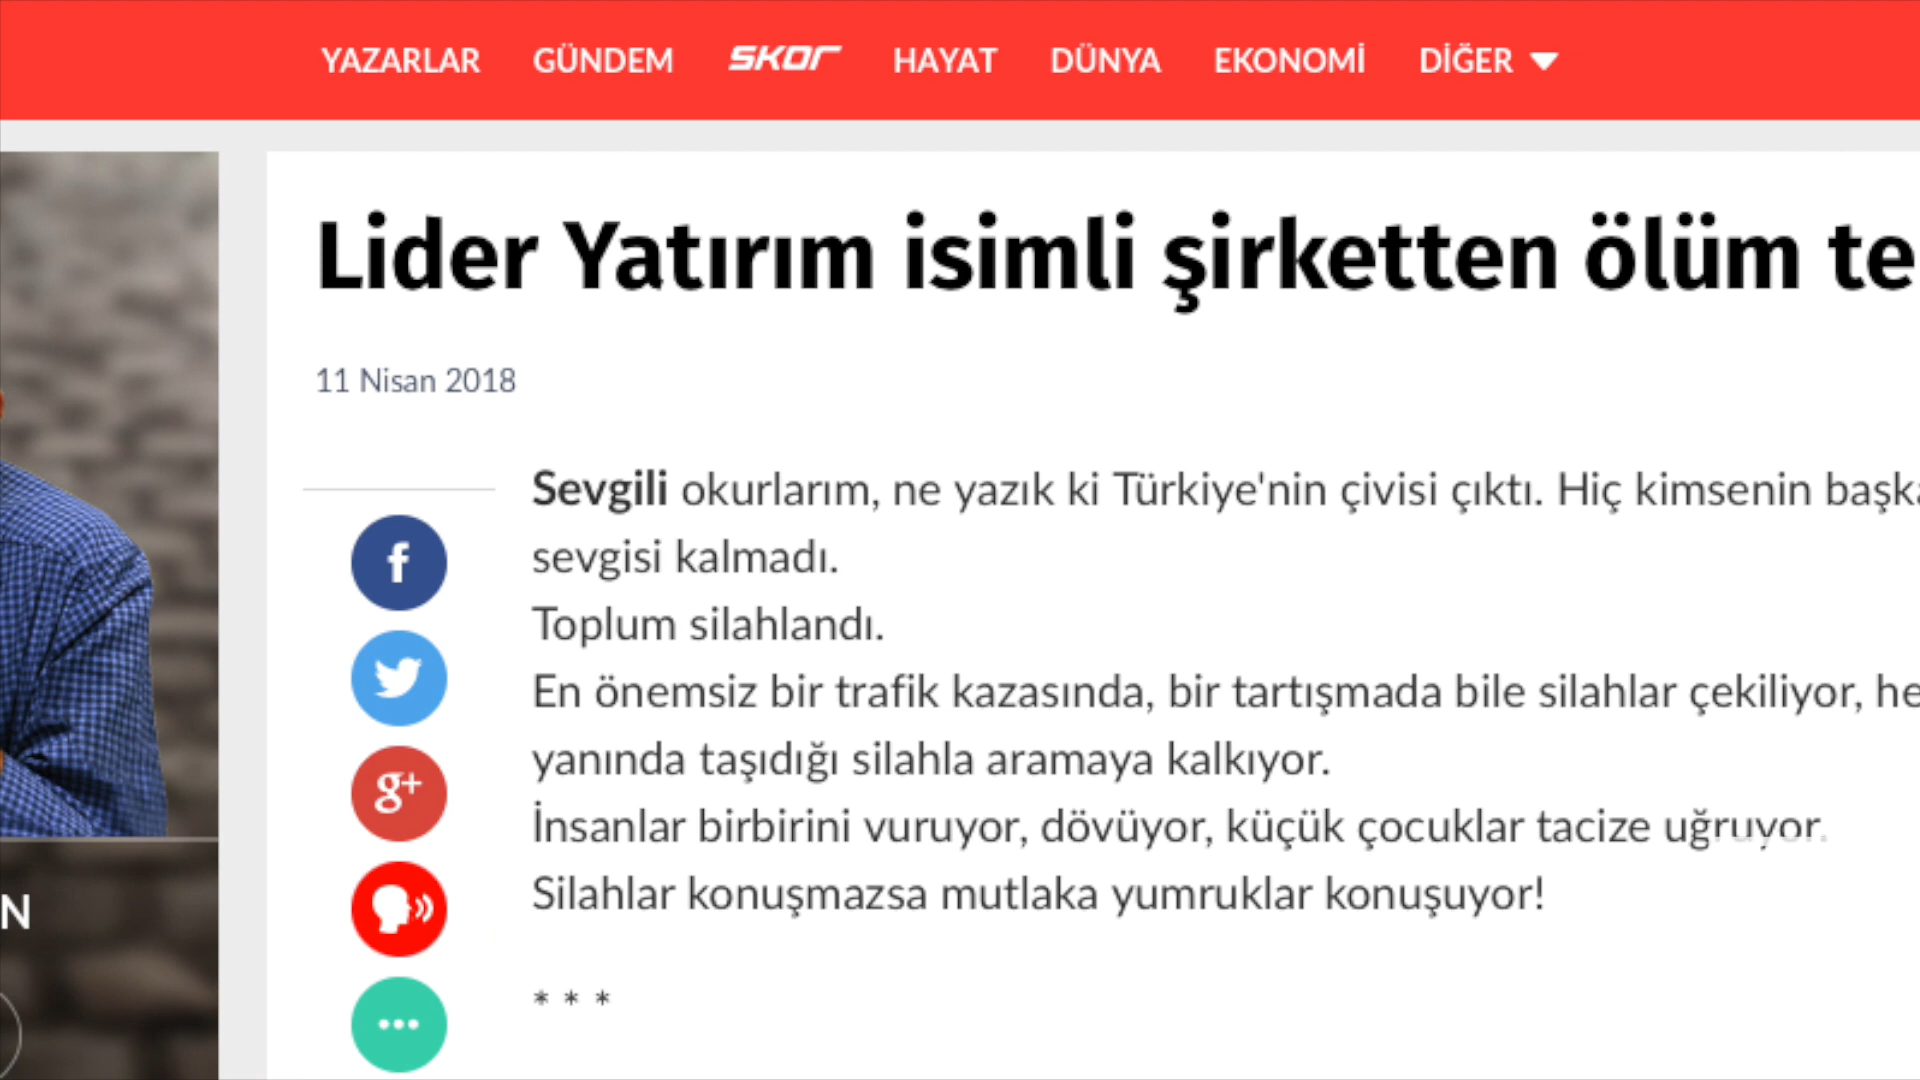 YAZARLAR GÜNDEM SKOR HAYAT DÜNYA EKONOMİ DİĞER
Lider Yatırım isimli şirketten ölüm te
11 Nisan 2018
Sevgili okurlarım, ne yazık ki Türkiye'nin çivisi çıktı. Hiç kimsenin başka
sevgisi kalmadı.
Toplum silahlandı.
En önemsiz bir trafik kazasında, bir tartışmada bile silahlar çekiliyor, he
yanında taşıdığı silahla aramaya kalkıyor.
İnsanlar birbirini vuruyor, dövüyor, küçük çocuklar tacize uğruyor.
Silahlar konuşmazsa mutlaka yumruklar konuşuyor!
* * *
f
g+
N